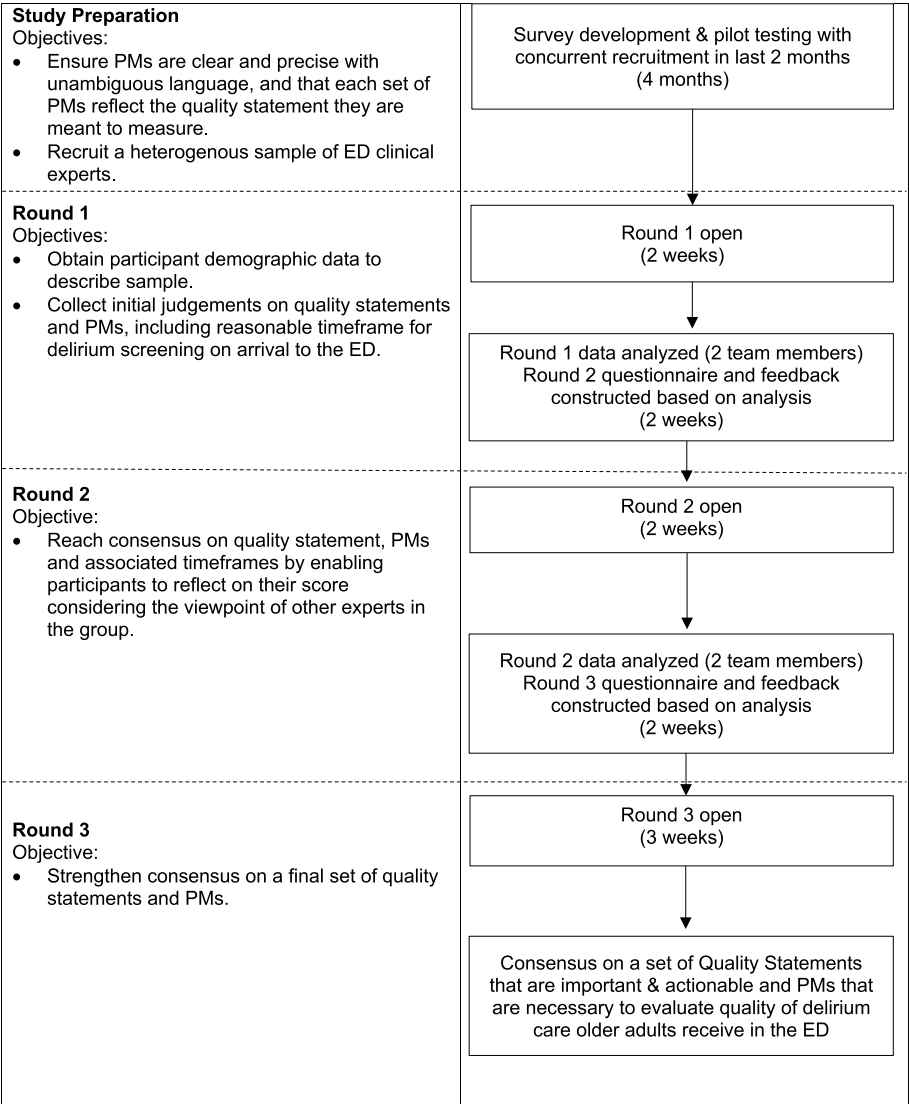 Study Preparation
Objectives:
• Ensure PMs are clear and precise with
unambiguous language, and that each set of
PMs reflect the quality statement they are
meant to measure.
• Recruit a heterogenous sample of ED clinical
experts.
Survey development & pilot testing with
concurrent recruitment in last 2 months
(4 months)
Round 1
Objectives:
• Obtain participant demographic data to
describe sample.
• Collect initial judgements on quality statements
and PMs, including reasonable timeframe for
delirium screening on arrival to the ED.
Round 1 open
(2 weeks)
Round 1 data analyzed (2 team members)
Round 2 questionnaire and feedback
constructed based on analysis
(2 weeks)
Round 2
Objective:
• Reach consensus on quality statement, PMs
and associated timeframes by enabling
participants to reflect on their score
considering the viewpoint of other experts in
the group.
Round 2 open
(2 weeks)
Round 2 data analyzed (2 team members)
Round 3 questionnaire and feedback
constructed based on analysis
(2 weeks)
Round 3
Objective:
• Strengthen consensus on a final set of quality
statements and PMs.
Round 3 open
(3 weeks)
Consensus on a set of Quality Statements
that are important & actionable and PMs that
are necessary to evaluate quality of delirium
care older adults receive in the ED